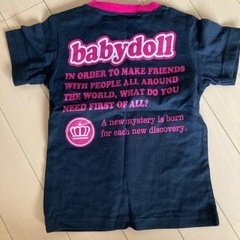 babydoll
IN ORDER TO MAKE FRIENDS
WITH PEOPLE ALL AROUND
THE WORLD, WHAT DO YOU
NEED FIRST OF ALL?
A new mystery is born
for each new discovery.